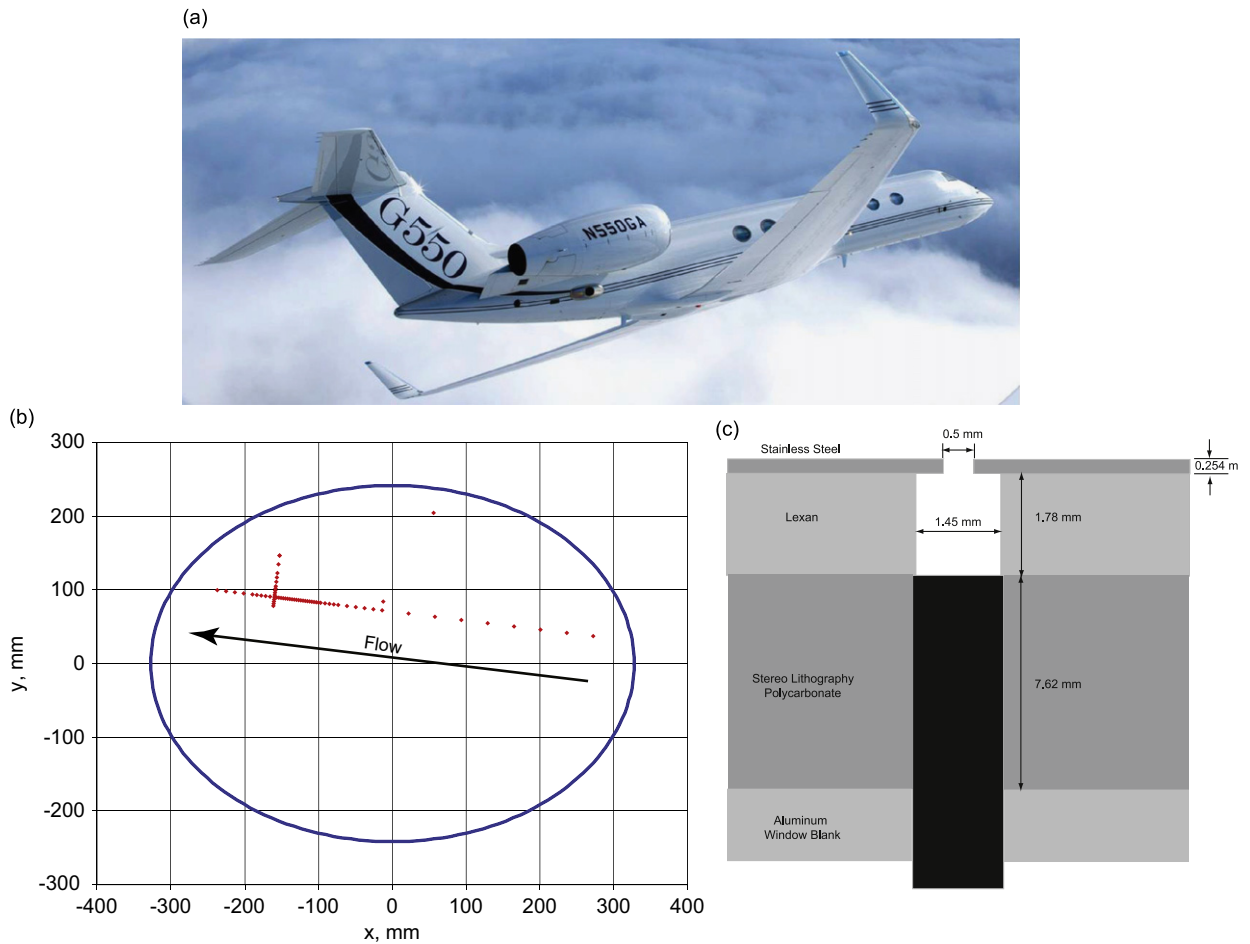 (a)
G550
N550GA
(b)
300
200
100
0
-100
-200
-300
-400
-300
-200
-100
0
100
200
300
400
y, mm
x, mm
Flow
(c)
0.5 mm
Stainless Steel
0.254 m
Lexan
1.78 mm
1.45 mm
Stereo Lithography
Polycarbonate
7.62 mm
Aluminum
Window Blank